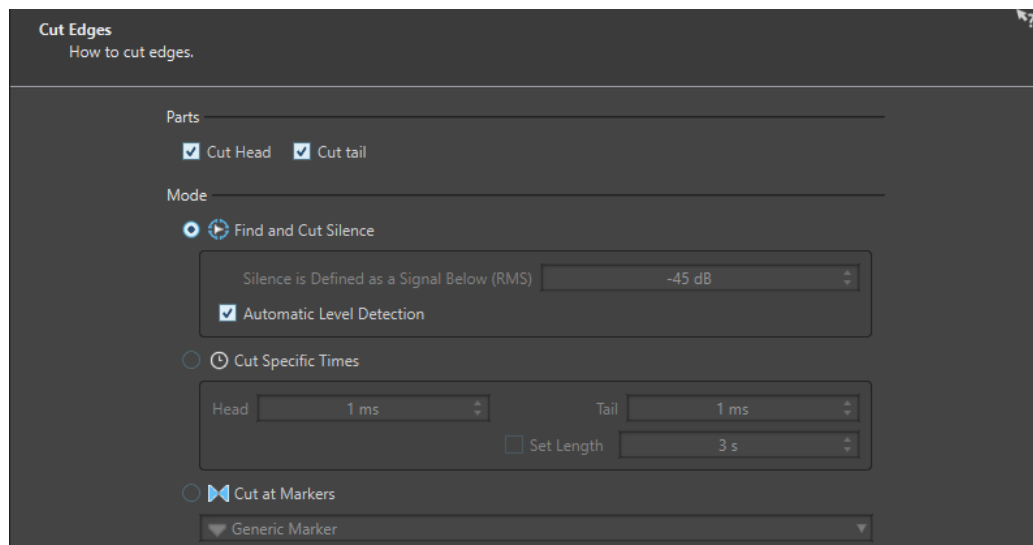 Cut Edges
How to cut edges.
Parts
Cut Head Cut tail
Mode
Find and Cut Silence
Silence is Defined as a Signal Below (RMS) -45 dB
Automatic Level Detection
Cut Specific Times
Head 1 ms Tail 1 ms
Set Length 3 s
Cut at Markers
Generic Marker